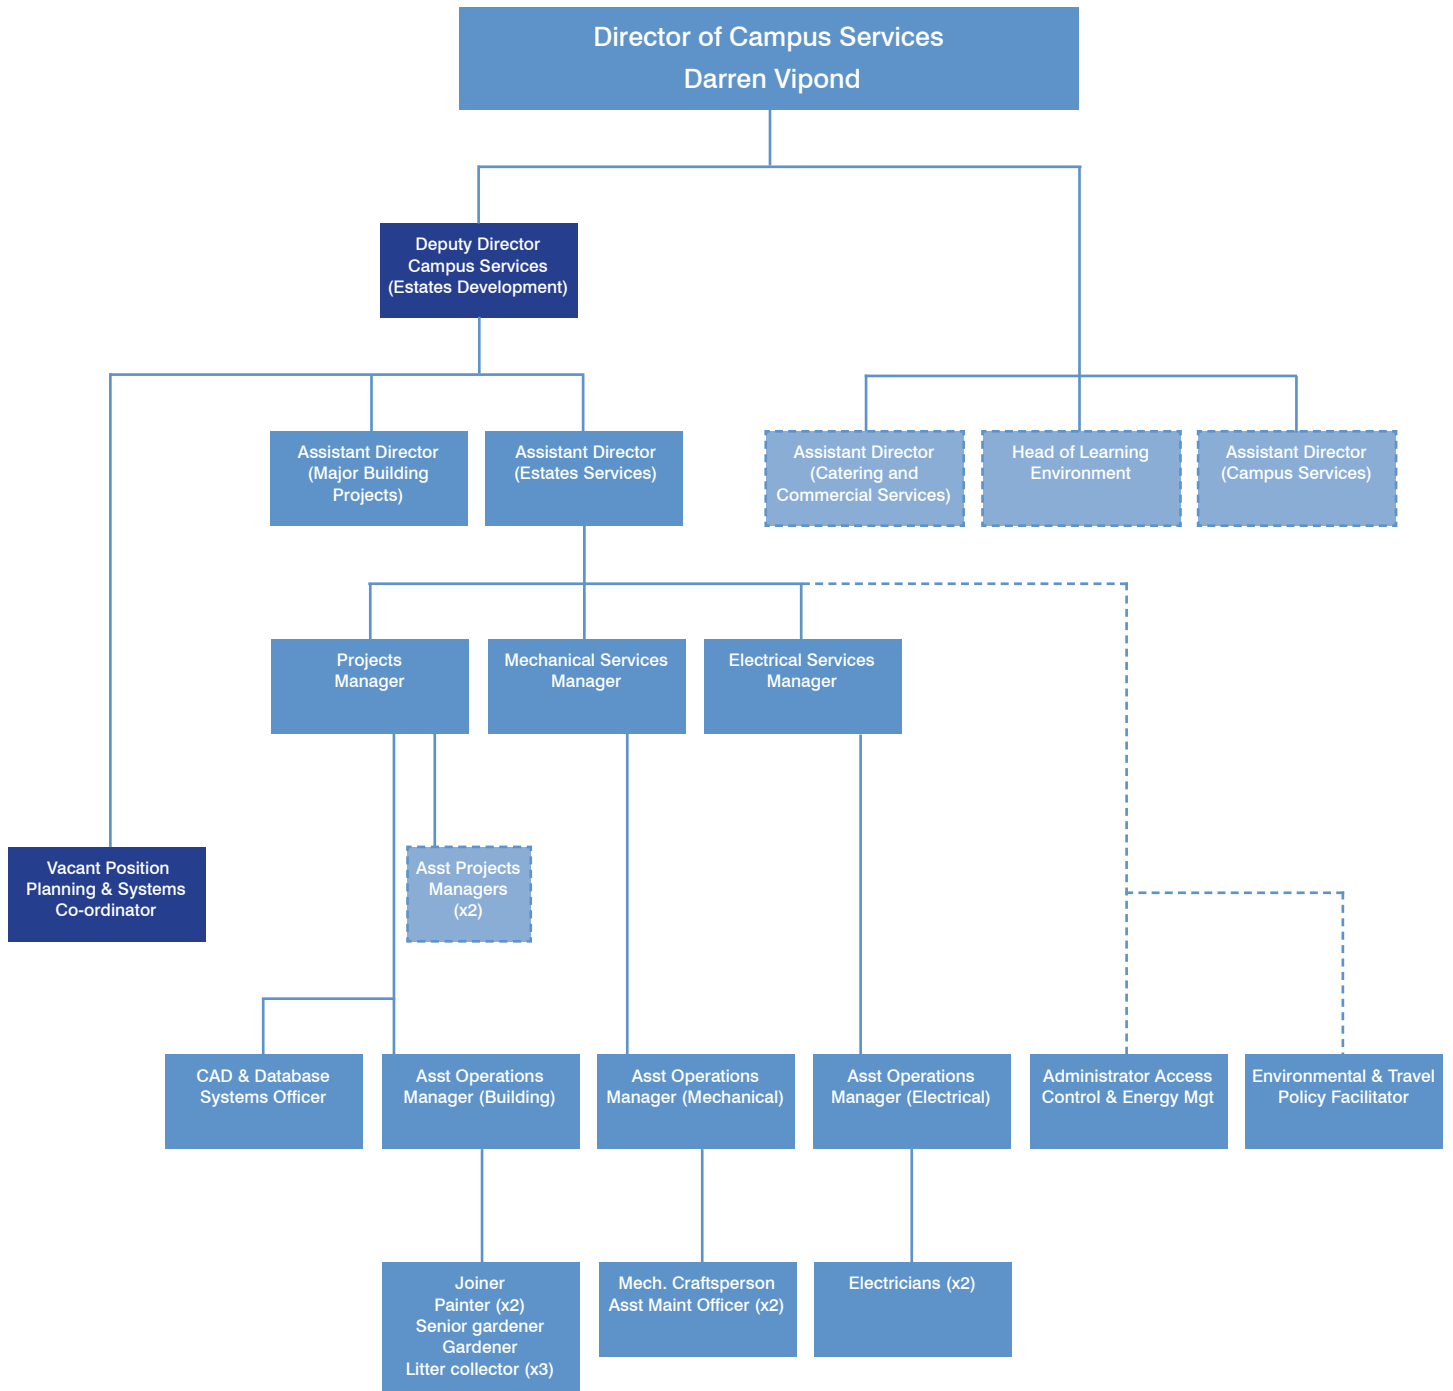 Director of Campus Services
Darren Vipond
Deputy Director
Campus Services
(Estates Development)
Assistant Director
(Major Building
Projects)
Assistant Director
(Estates Services)
Assistant Director
(Catering and
Commercial Services)
Head of Learning
Environment
Assistant Director
(Campus Services)
Projects
Manager
Mechanical Services
Manager
Electrical Services
Manager
Vacant Position
Planning & Systems
Co-ordinator
Asst Projects
Managers
(x2)
CAD & Database
Systems Officer
Asst Operations
Manager (Building)
Asst Operations
Manager (Mechanical)
Asst Operations
Manager (Electrical)
Administrator Access
Control & Energy Mgt
Environmental & Travel
Policy Facilitator
Joiner
Painter (x2)
Senior gardener
Gardener
Litter collector (x3)
Mech. Craftsperson
Asst Maint Officer (x2)
Electricians (x2)